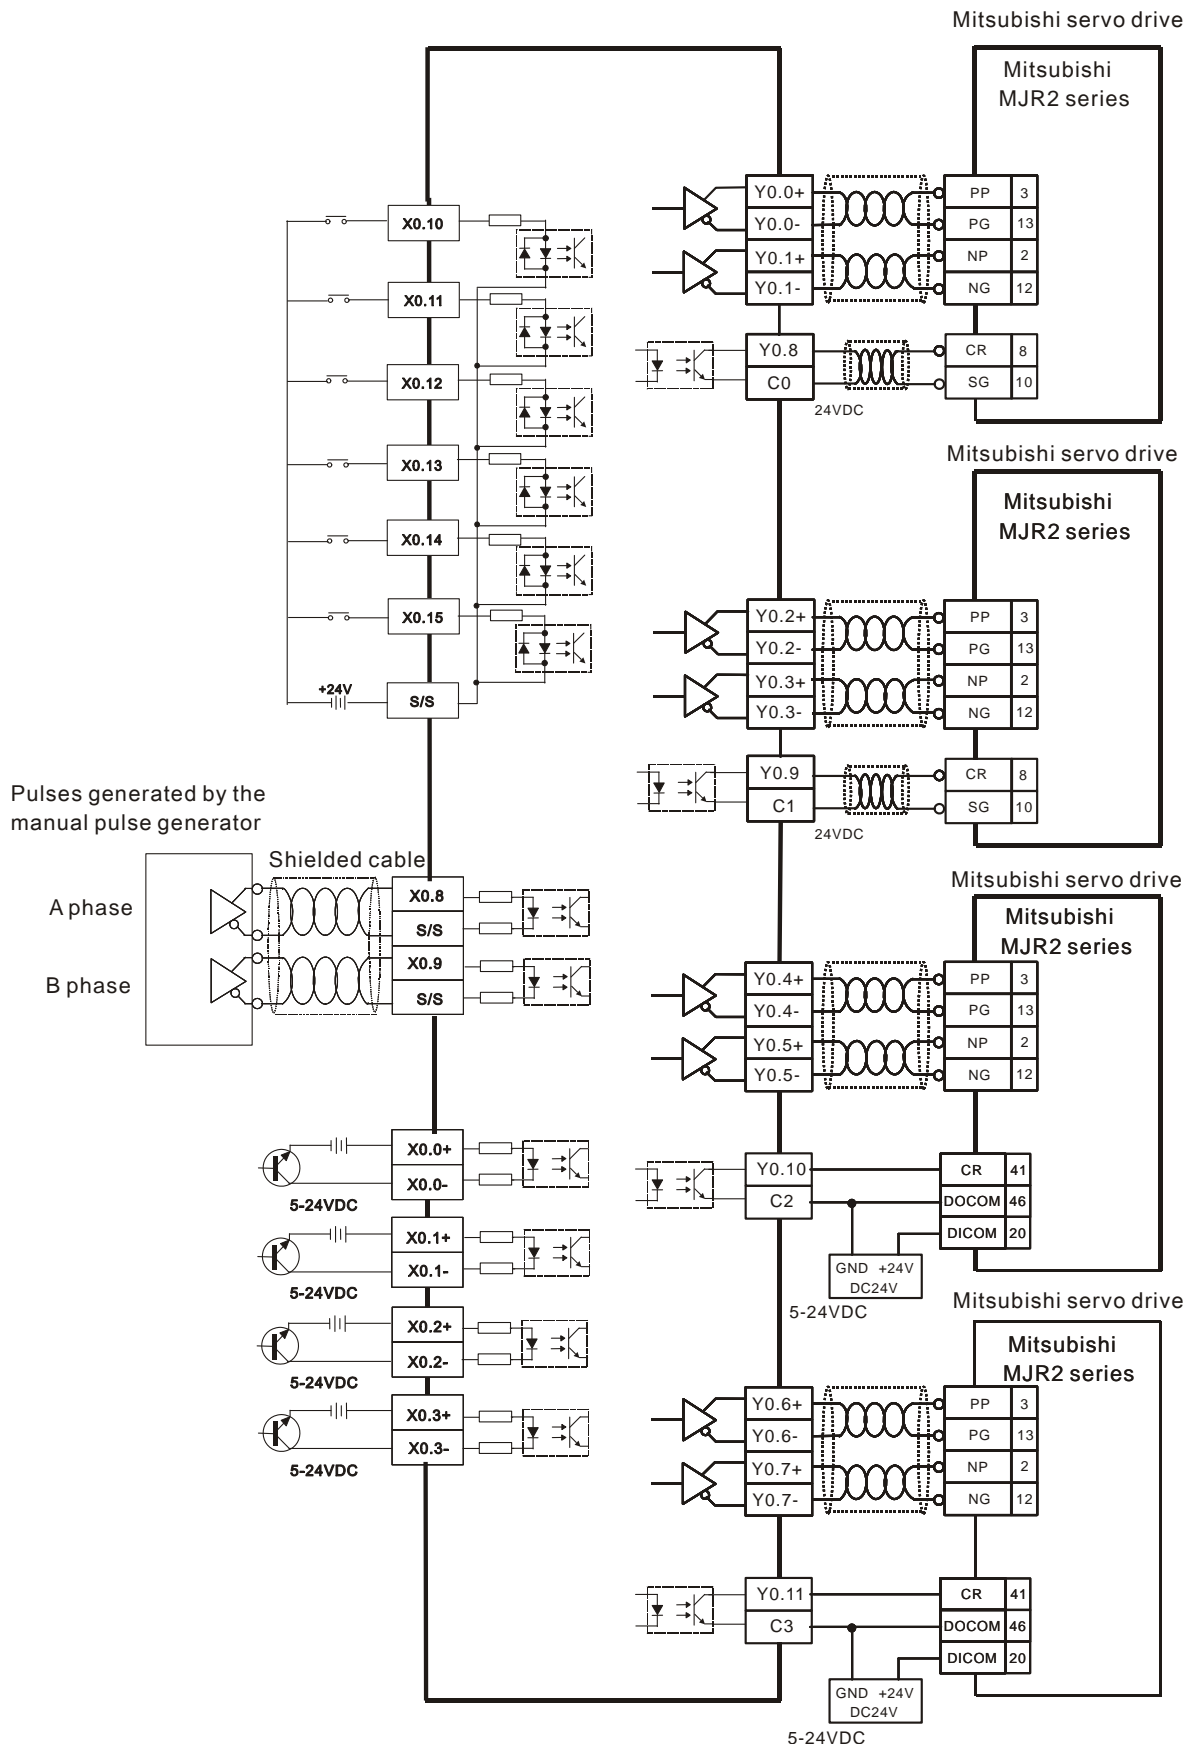 Mitsubishi servo drive
Mitsubishi
MJR2 series
Y0.0+
PP 3
Y0.0-
PG 13
Y0.1+
NP 2
Y0.1-
NG 12
Y0.8
CR 8
C0
SG 10
24VDC
X0.10
X0.11
X0.12
X0.13
X0.14
X0.15
+24V
S/S
Mitsubishi servo drive
Mitsubishi
MJR2 series
Y0.2+
PP 3
Y0.2-
PG 13
Y0.3+
NP 2
Y0.3-
NG 12
Y0.9
CR 8
C1
SG 10
24VDC
Pulses generated by the
manual pulse generator
Shielded cable
A phase
B phase
X0.8
S/S
X0.9
S/S
Mitsubishi servo drive
Mitsubishi
MJR2 series
Y0.4+
PP 3
Y0.4-
PG 13
Y0.5+
NP 2
Y0.5-
NG 12
Y0.10
CR 41
C2
DOCOM 46
DICOM 20
GND +24V
DC24V
5-24VDC
X0.0+
X0.0-
5-24VDC
X0.1+
X0.1-
5-24VDC
X0.2+
X0.2-
5-24VDC
X0.3+
X0.3-
5-24VDC
Mitsubishi servo drive
Mitsubishi
MJR2 series
Y0.6+
PP 3
Y0.6-
PG 13
Y0.7+
NP 2
Y0.7-
NG 12
Y0.11
CR 41
C3
DOCOM 46
DICOM 20
GND +24V
DC24V
5-24VDC